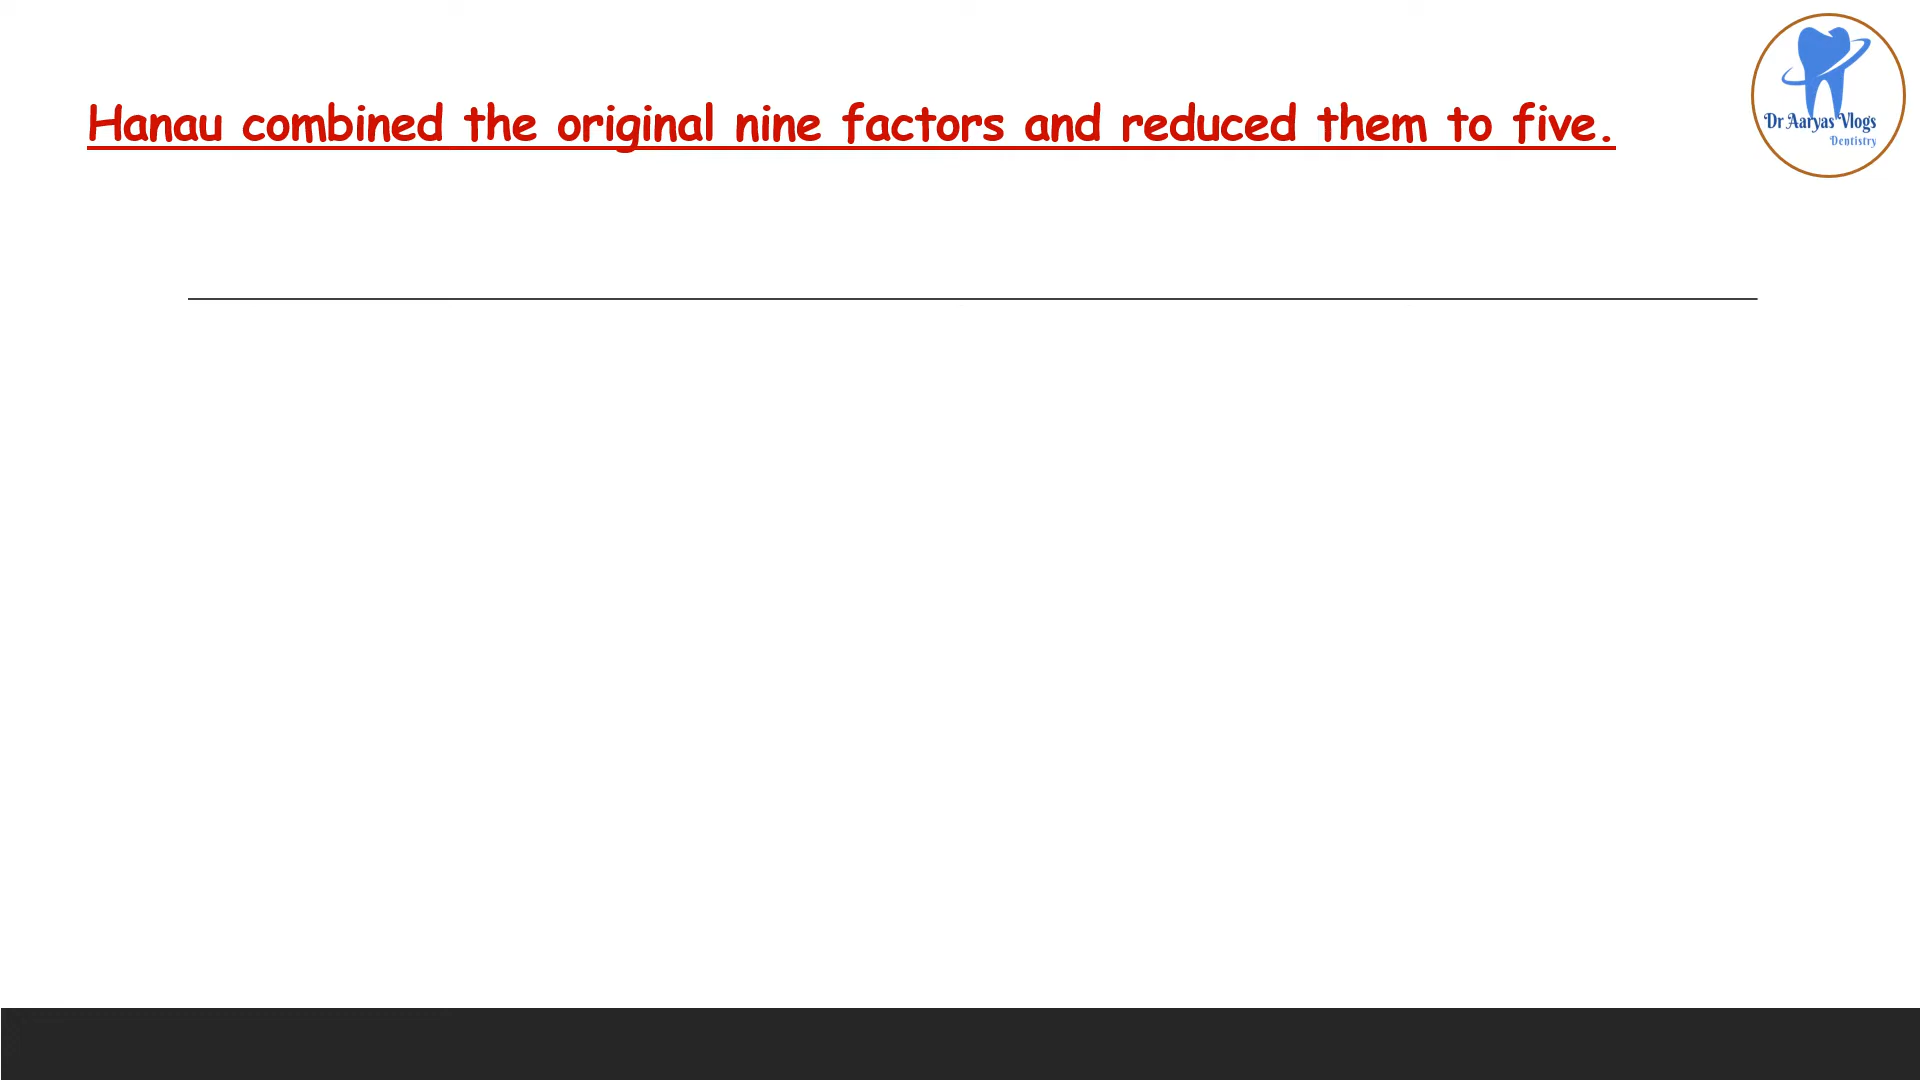 Hanau combined the original nine factors and reduced them to five.
Dr Aaryas Vlogs
Dentistry